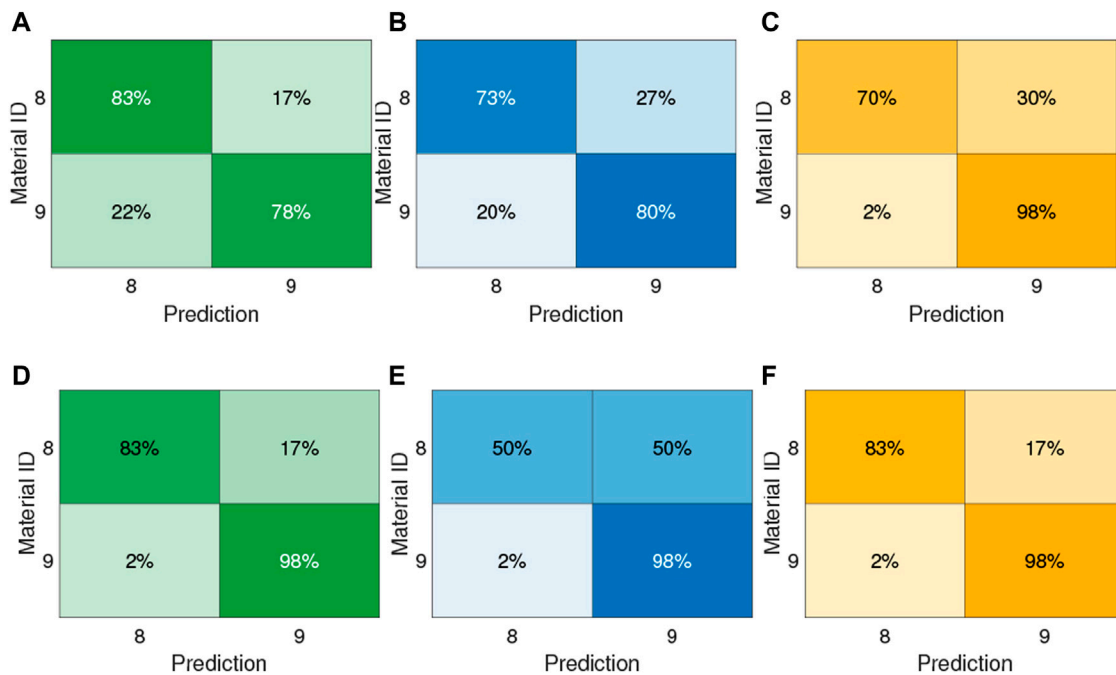 A
B
C
Material ID
8
83%
17%
9
22%
78%
8
9
Prediction
Material ID
8
73%
27%
9
20%
80%
8
9
Prediction
Material ID
8
70%
30%
9
2%
98%
8
9
Prediction
D
E
F
Material ID
8
83%
17%
9
2%
98%
8
9
Prediction
Material ID
8
50%
50%
9
2%
98%
8
9
Prediction
Material ID
8
83%
17%
9
2%
98%
8
9
Prediction